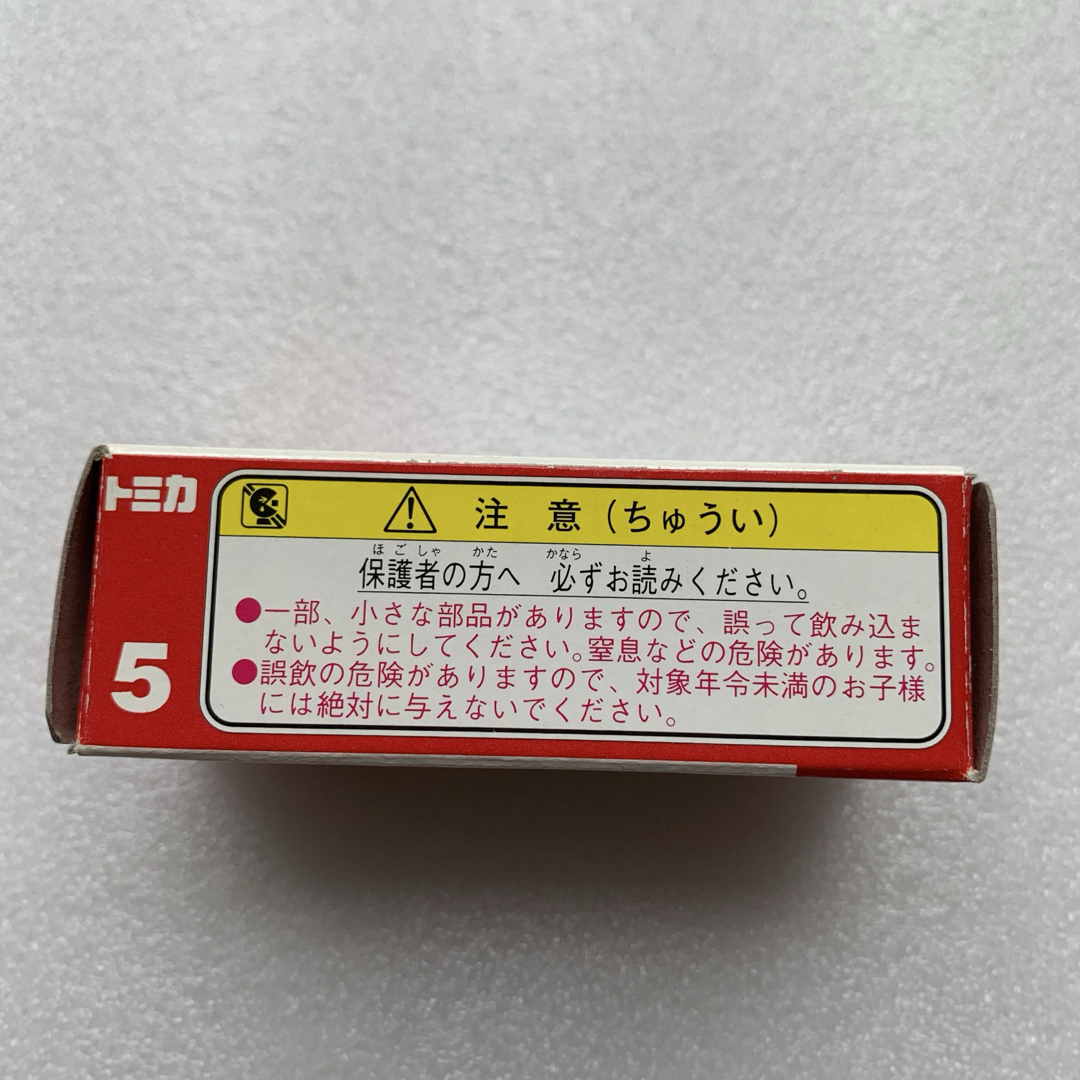 トミカ
5
注意(ちゅうい)
ほごしゃ かた かなら よ
保護者の方へ 必ずお読みください。
●一部、小さな部品がありますので、誤って飲み込ま
ないようにしてください。窒息などの危険があります。
●誤飲の危険がありますので、対象年令未満のお子様
には絶対に与えないでください。